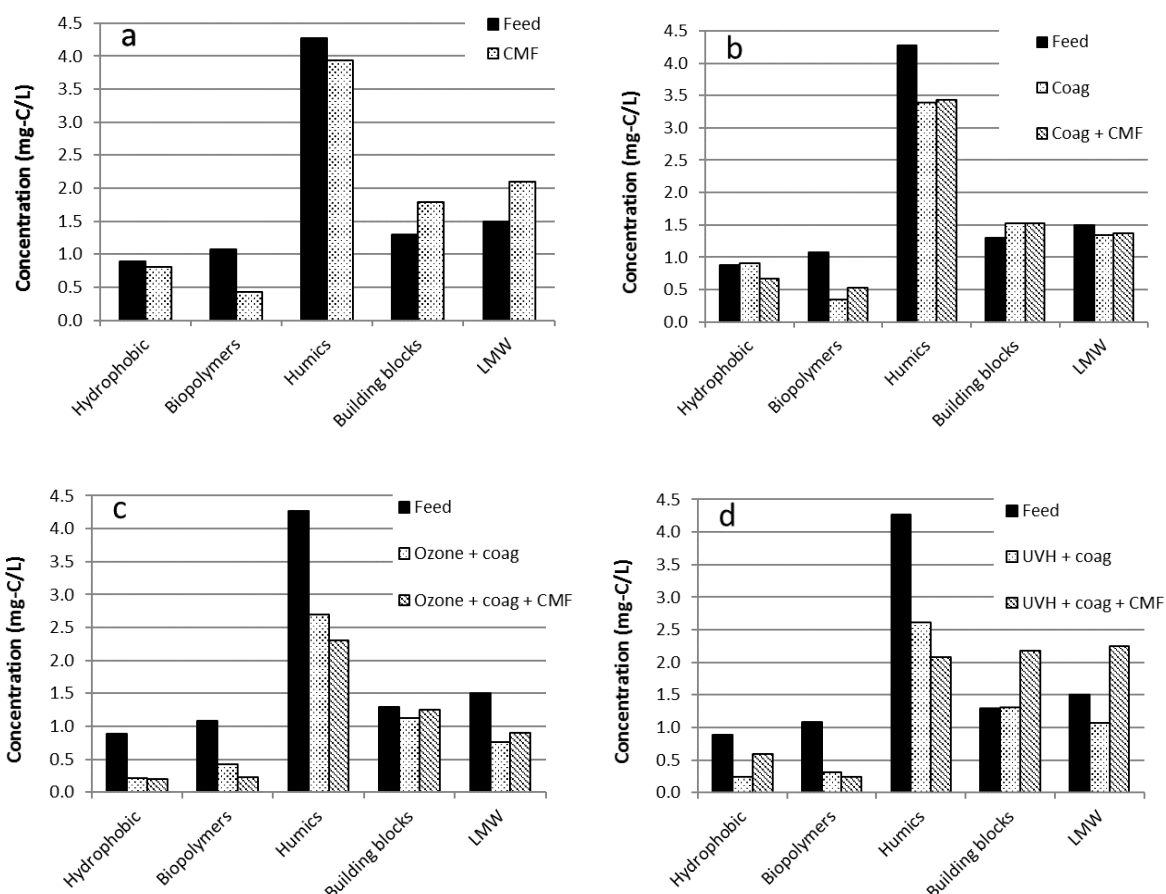 a
Concentration (mg-C/L)
4.5
4.0
3.5
3.0
2.5
2.0
1.5
1.0
0.5
0.0
Feed
CMF
Hydrophobic
Biopolymers
Humics
Building blocks
LMW
b
Concentration (mg-C/L)
4.5
4.0
3.5
3.0
2.5
2.0
1.5
1.0
0.5
0.0
Feed
Coag
Coag + CMF
Hydrophobic
Biopolymers
Humics
Building blocks
LMW
c
Concentration (mg-C/L)
4.5
4.0
3.5
3.0
2.5
2.0
1.5
1.0
0.5
0.0
Feed
Ozone + coag
Ozone + coag + CMF
Hydrophobic
Biopolymers
Humics
Building blocks
LMW
d
Concentration (mg-C/L)
4.5
4.0
3.5
3.0
2.5
2.0
1.5
1.0
0.5
0.0
Feed
UVH + coag
UVH + coag + CMF
Hydrophobic
Biopolymers
Humics
Building blocks
LMW